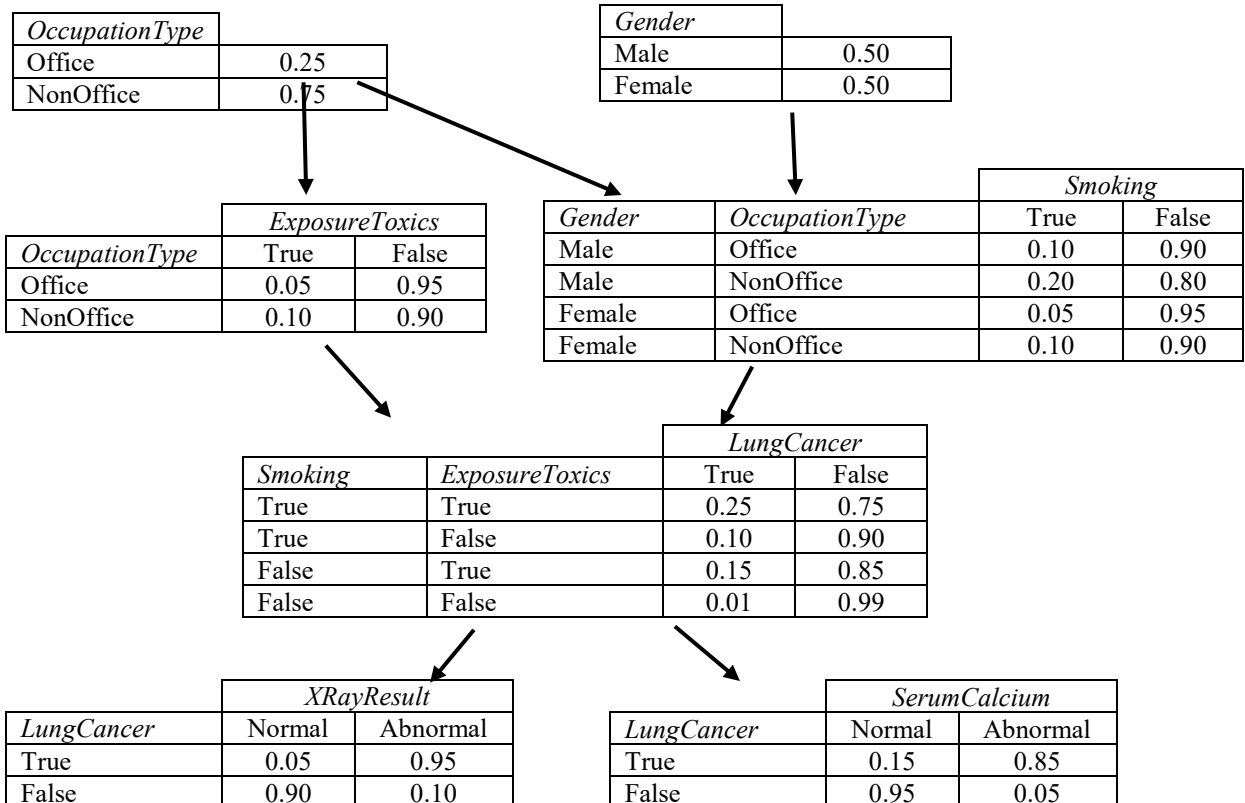 OccupationType
Office 0.25
NonOffice 0.75
Gender
Male 0.50
Female 0.50
ExposureToxics
OccupationType True False
Office 0.05 0.95
NonOffice 0.10 0.90
Smoking
Gender OccupationType True False
Male Office 0.10 0.90
Male NonOffice 0.20 0.80
Female Office 0.05 0.95
Female NonOffice 0.10 0.90
LungCancer
Smoking ExposureToxics True False
True True 0.25 0.75
True False 0.10 0.90
False True 0.15 0.85
False False 0.01 0.99
XRayResult
LungCancer Normal Abnormal
True 0.05 0.95
False 0.90 0.10
SerumCalcium
LungCancer Normal Abnormal
True 0.15 0.85
False 0.95 0.05